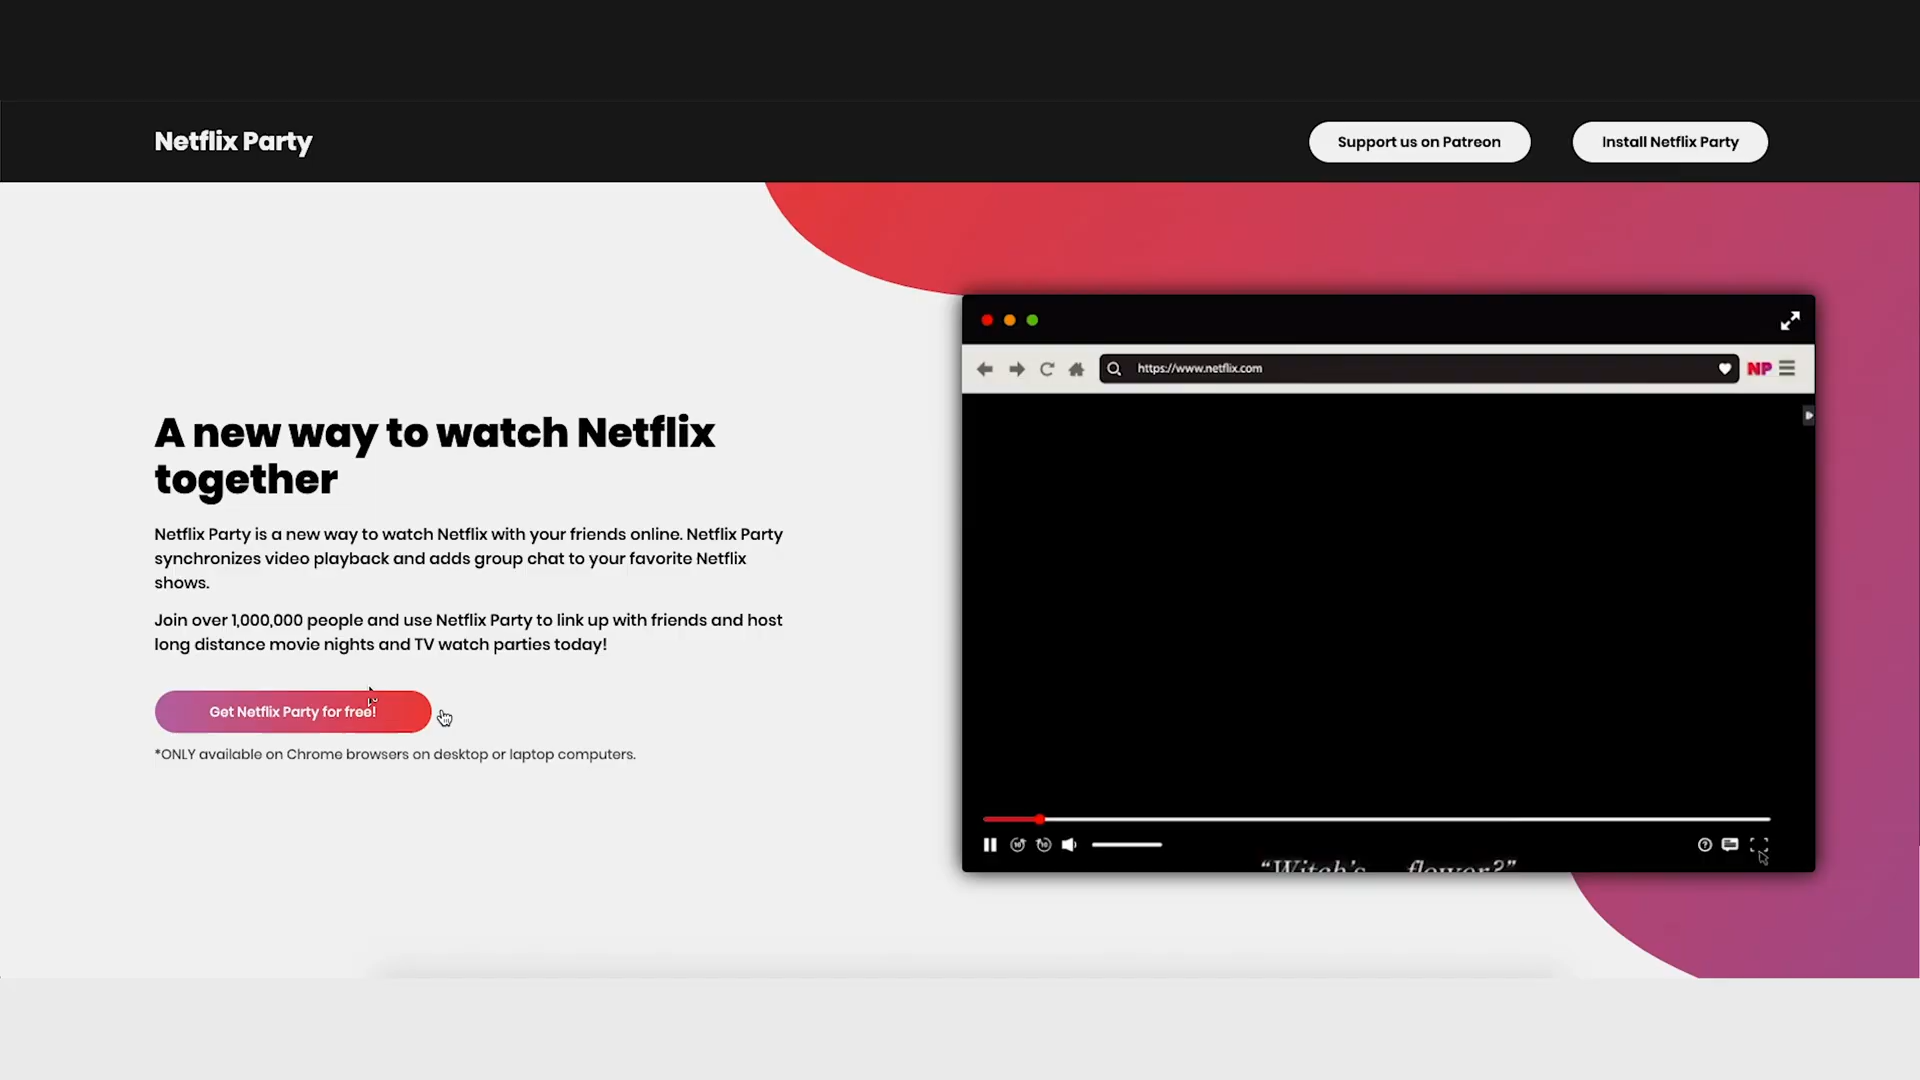 Netflix Party
Support us on Patreon
Install Netflix Party
A new way to watch Netflix
together
Netflix Party is a new way to watch Netflix with your friends online. Netflix Party
synchronizes video playback and adds group chat to your favorite Netflix
shows.
Join over 1,000,000 people and use Netflix Party to link up with friends and host
long distance movie nights and TV watch parties today!
Get Netflix Party for free!
*ONLY available on Chrome browsers on desktop or laptop computers.
https://www.netflix.com
NP
“Witch's flower?”